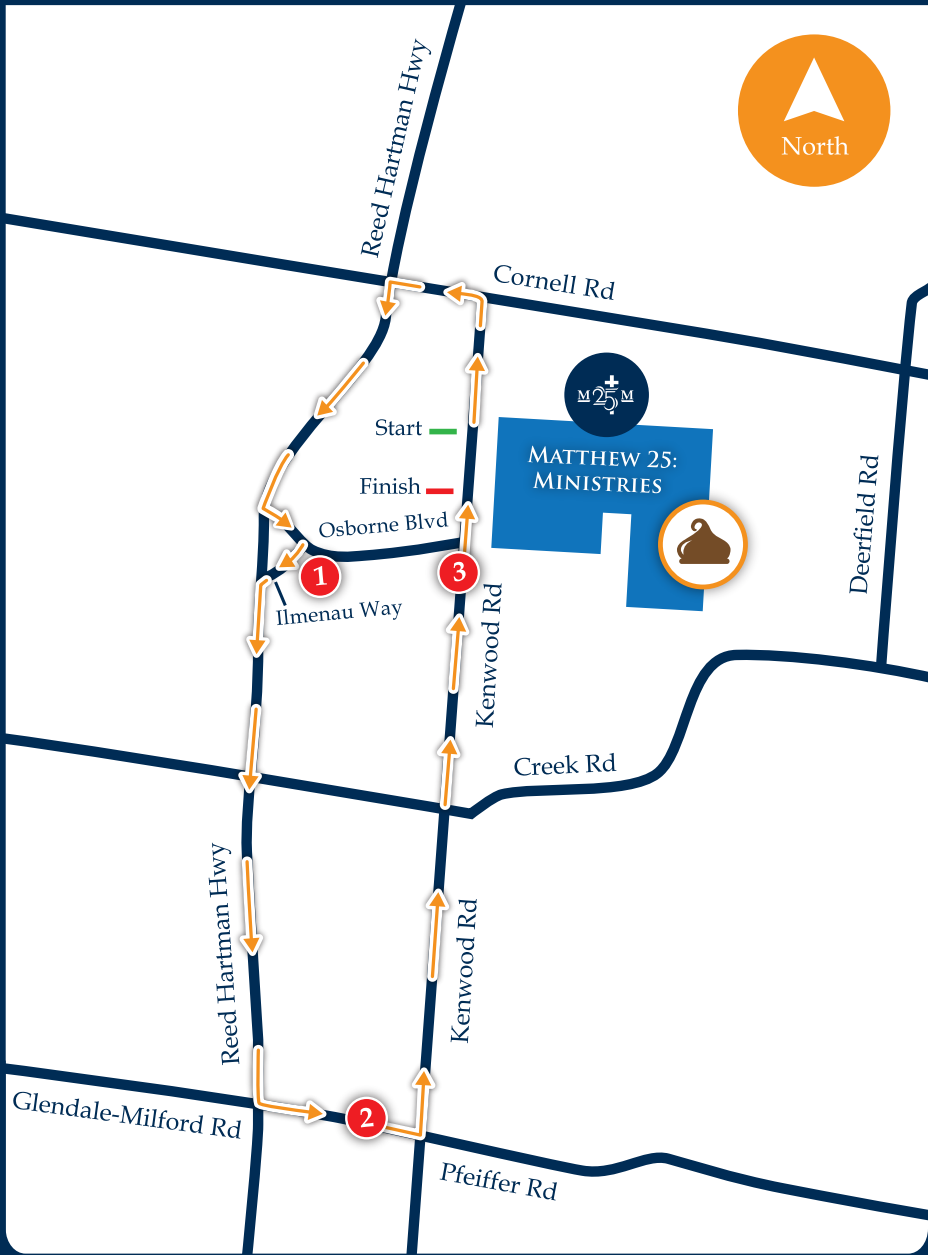 Reed Hartman Hwy
North
Cornell Rd
M25M
Start
MATTHEW 25:
MINISTRIES
Finish
Osborne Blvd
Deerfield Rd
1
3
Ilmenau Way
Kenwood Rd
Creek Rd
Reed Hartman Hwy
Kenwood Rd
Glendale-Milford Rd
2
Pfeiffer Rd